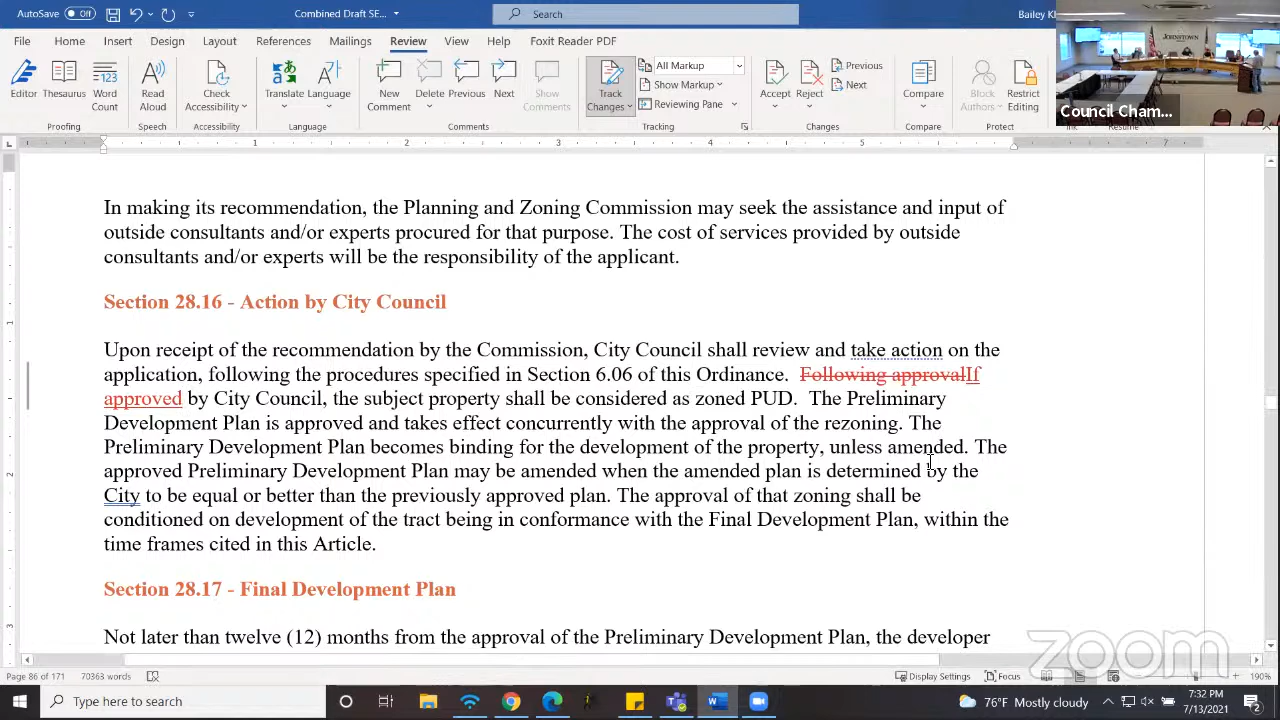 AutoSave Off
Search
Bailey K
File Home Insert Design Layout References Mailings Review View Help Foxit Reader PDF
Editor Thesaurus Word Count
Read Aloud
Check Accessibility
Translate Language
New Comment Delete Previous Next Show Comments
Track Changes
All Markup
Show Markup
Reviewing Pane
Accept Reject
Previous
Next
Compare
Block Authors Restrict Editing
Proofing Speech Accessibility Language Comments Tracking Changes Compare Protect Ink Resume
JOHNSTOWN
Council Cham...
In making its recommendation, the Planning and Zoning Commission may seek the assistance and input of
outside consultants and/or experts procured for that purpose. The cost of services provided by outside
consultants and/or experts will be the responsibility of the applicant.
Section 28.16 - Action by City Council
Upon receipt of the recommendation by the Commission, City Council shall review and take action on the
application, following the procedures specified in Section 6.06 of this Ordinance. Following approvalIf
approved by City Council, the subject property shall be considered as zoned PUD. The Preliminary
Development Plan is approved and takes effect concurrently with the approval of the rezoning. The
Preliminary Development Plan becomes binding for the development of the property, unless amended. The
approved Preliminary Development Plan may be amended when the amended plan is determined by the
City to be equal or better than the previously approved plan. The approval of that zoning shall be
conditioned on development of the tract being in conformance with the Final Development Plan, within the
time frames cited in this Article.
Section 28.17 - Final Development Plan
Not later than twelve (12) months from the approval of the Preliminary Development Plan, the developer
zoom
Page 86 of 171 70363 words
Display Settings Focus 190%
Type here to search
76°F Mostly cloudy
7:32 PM
7/13/2021
2